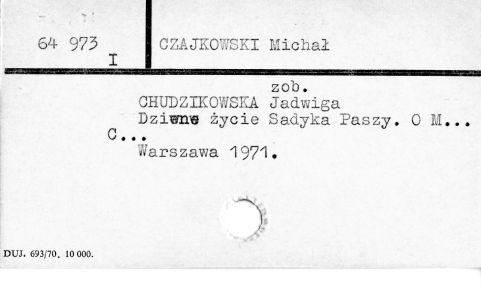 64 973
I
CZAJKOWSKI Michał
zob.
CHUDZIKOWSKA Jadwiga
Dziwne życie Sadyka Paszy. O M...
C...
Warszawa 1971.
DUJ. 693/70. 10 000.